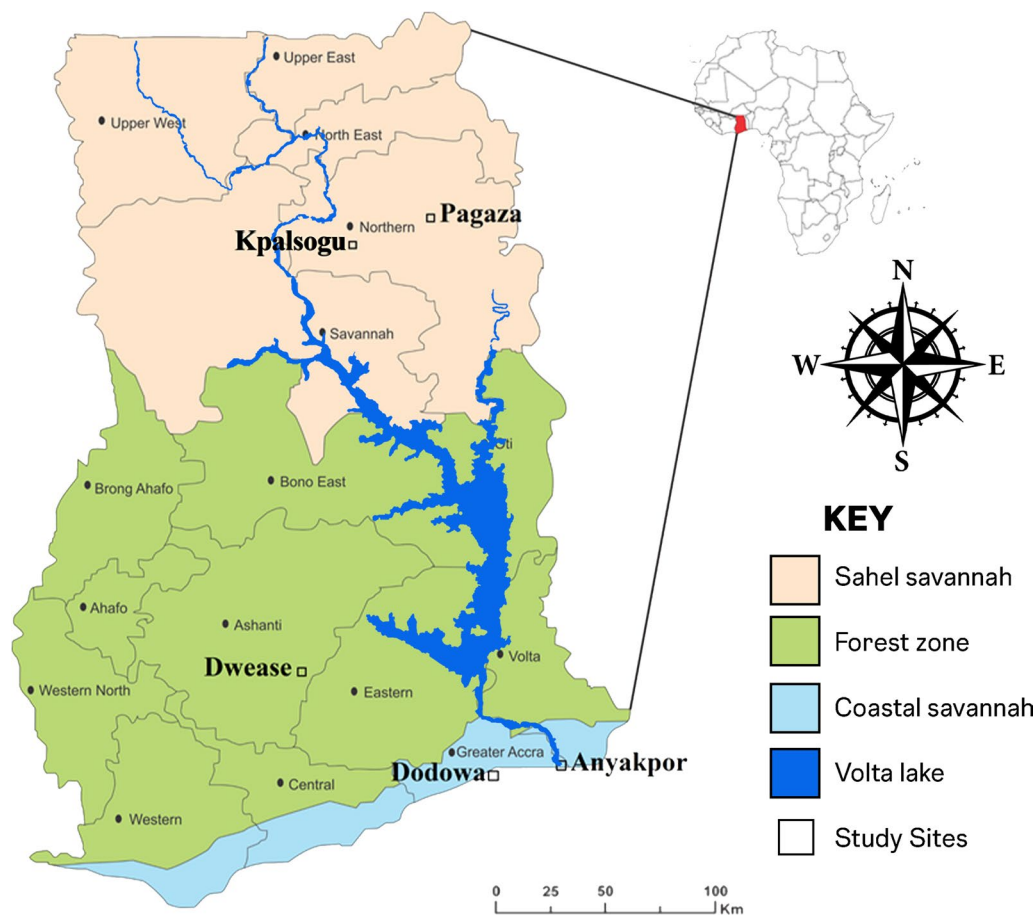 Upper East
Upper West
North East
Pagaza
Northern
Kpalsogu
Savannah
Oti
Brong Ahafo
Bono East
Ahafo
Ashanti
Volta
Dwease
Western North
Eastern
Greater Accra
Anyakpor
Dodowa
Central
Western
N
W
E
S
KEY
Sahel savannah
Forest zone
Coastal savannah
Volta lake
Study Sites
0 25 50 100
Km